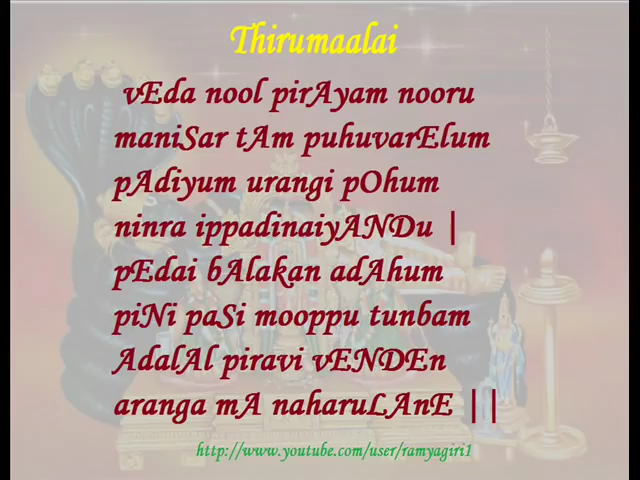 Thirumaalai
vEda nool pirAyam nooru
maniSar tAm puhuvarElum
pAdiyum urangi pOhum
ninra ippadinaiyANDu |
pEdai bAlakan adAhum
piNi paSi mooppu tunbam
AdalAl piravi vENDEn
aranga mA naharuLAnE ||
http://www.youtube.com/user/ramyagiri1